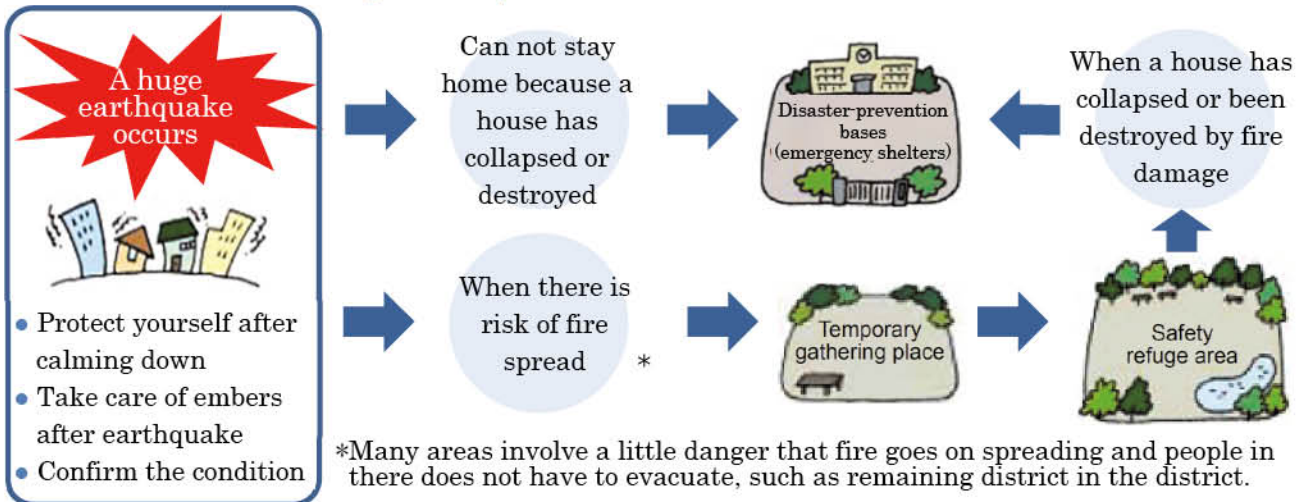 A huge
earthquake
occurs
● Protect yourself after
calming down
● Take care of embers
after earthquake
● Confirm the condition
Can not stay
home because a
house has
collapsed or
destroyed
Disaster-prevention
bases
(emergency shelters)
When a house has
collapsed or been
destroyed by fire
damage
When there is
risk of fire
spread *
Temporary
gathering place
Safety
refuge area
*Many areas involve a little danger that fire goes on spreading and people in
there does not have to evacuate, such as remaining district in the district.